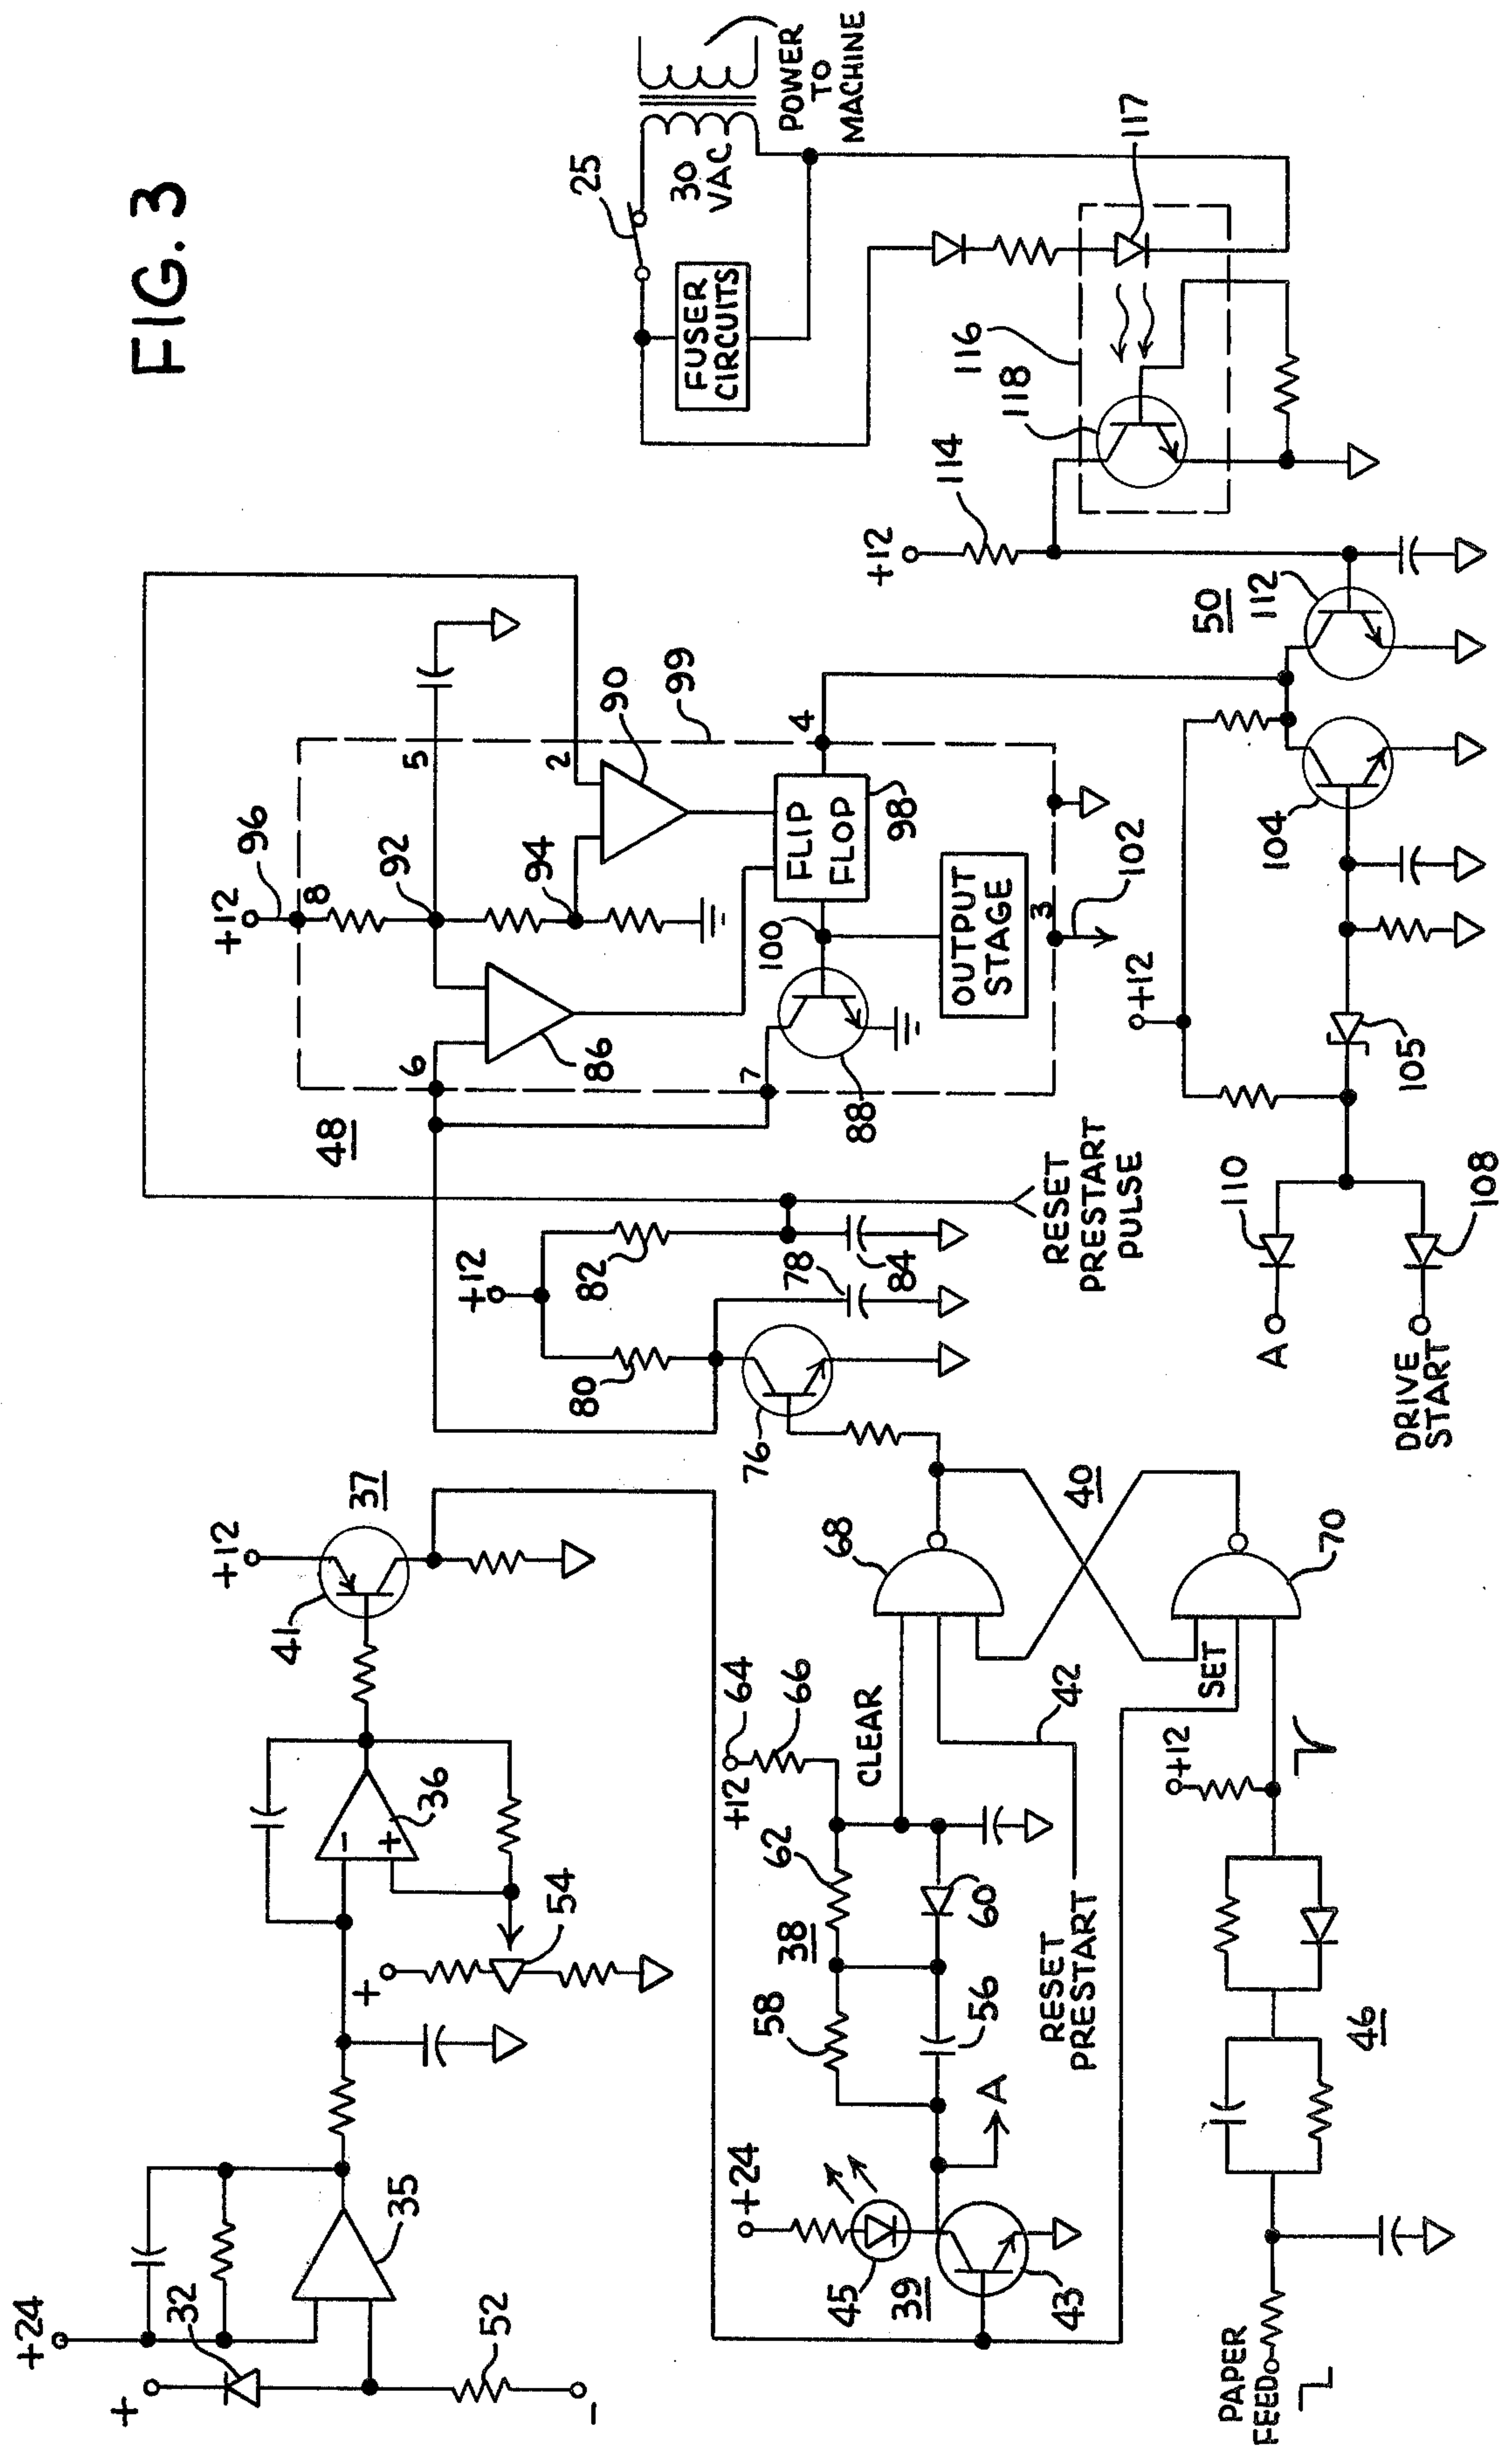 FIG. 3
+24
+
32
35
52
-
-
+
36
+
54
+12
41
37
+24
45
39
43
A
58
38
56
62
60
+12
64
66
CLEAR
RESET
PRESTART
42
68
40
SET
70
PAPER
FEED
46
+12
76
80
+12
82
78
84
RESET
PRESTART
PULSE
48
+12
96
8
92
94
5
2
6
86
90
99
7
88
100
FLIP
FLOP
98
4
OUTPUT
STAGE
3
102
A
110
DRIVE
START
108
+12
105
104
50
112
+12
114
116
118
117
FUSER
CIRCUITS
25
30
VAC
POWER
TO
MACHINE